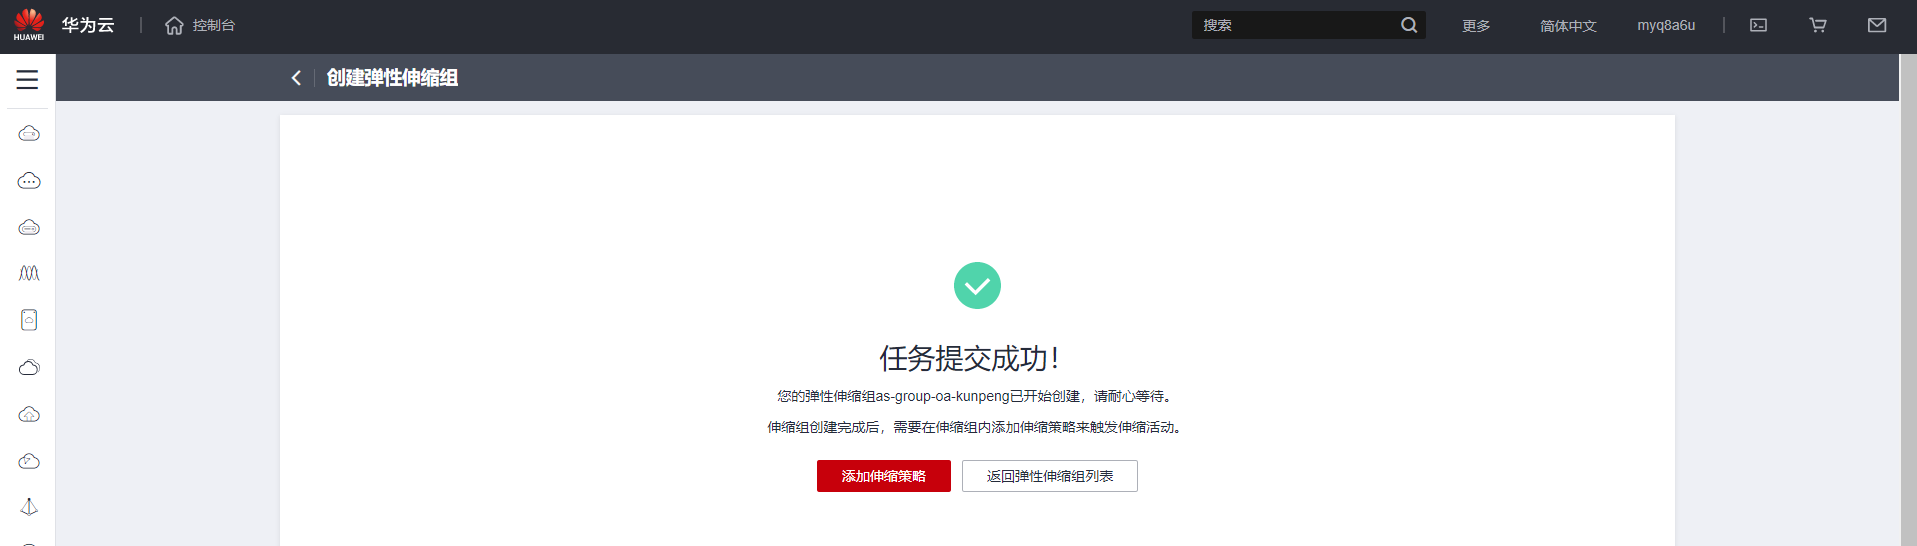 HUAWEI 华为云 控制台 搜索 更多 简体中文 myq8a6u
创建弹性伸缩组
任务提交成功！
您的弹性伸缩组as-group-oa-kunpeng已开始创建，请耐心等待。
伸缩组创建完成后，需要在伸缩组内添加伸缩策略来触发伸缩活动。
添加伸缩策略 返回弹性伸缩组列表